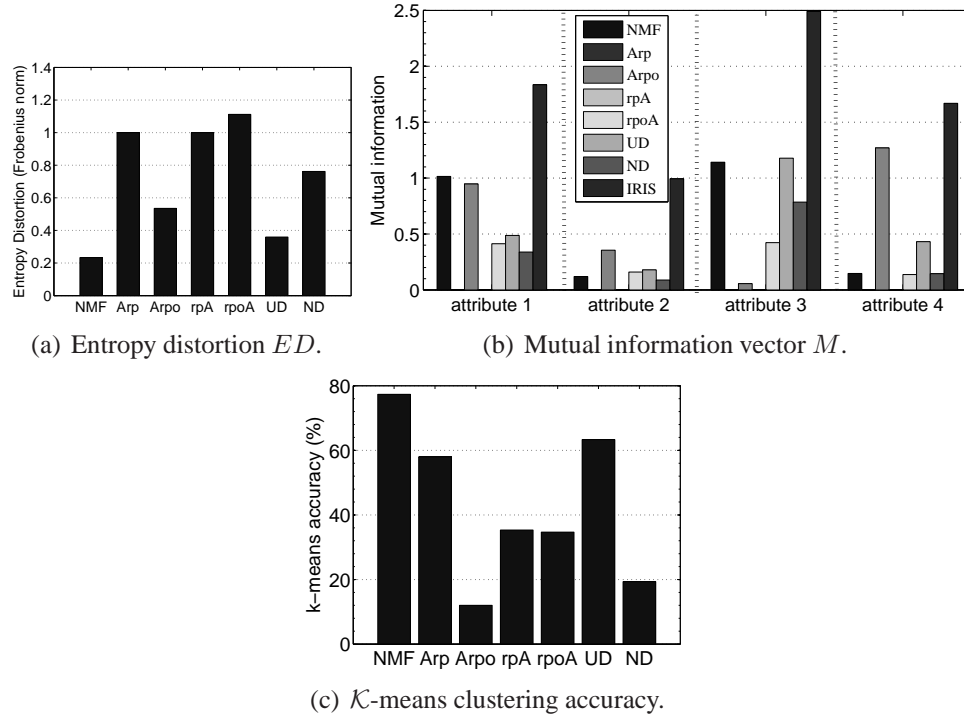 Entropy Distortion (Frobenius norm)
1.4
1.2
1
0.8
0.6
0.4
0.2
0
NMF Arp Arpo rpA rpoA UD ND
(a) Entropy distortion ED.
Mutual information
2.5
2
1.5
1
0.5
0
NMF
Arp
Arpo
rpA
rpoA
UD
ND
IRIS
attribute 1 attribute 2 attribute 3 attribute 4
(b) Mutual information vector M.
k−means accuracy (%)
80
60
40
20
0
NMF Arp Arpo rpA rpoA UD ND
(c) K-means clustering accuracy.